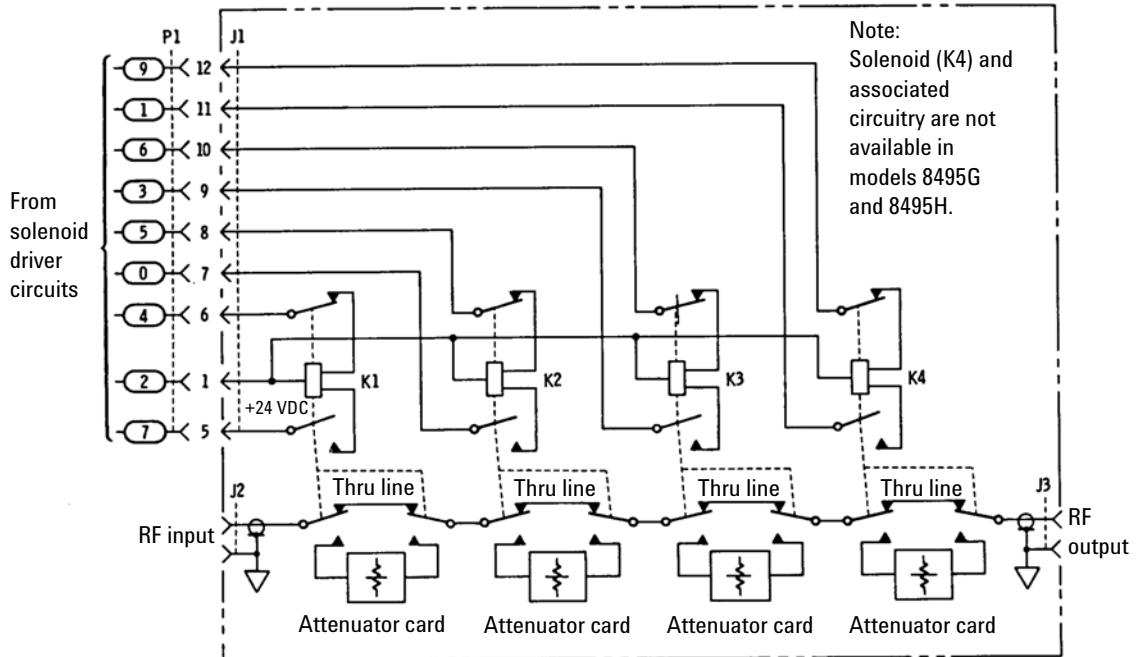 P1 J1
9 12
1 11
6 10
3 9
5 8
0 7
4 6
2 1
7 5
From
solenoid
driver
circuits
+24 VDC
K1
K2
K3
K4
Note:
Solenoid (K4) and
associated
circuitry are not
available in
models 8495G
and 8495H.
J2
RF input
Thru line
Thru line
Thru line
Thru line
J3
RF
output
Attenuator card
Attenuator card
Attenuator card
Attenuator card